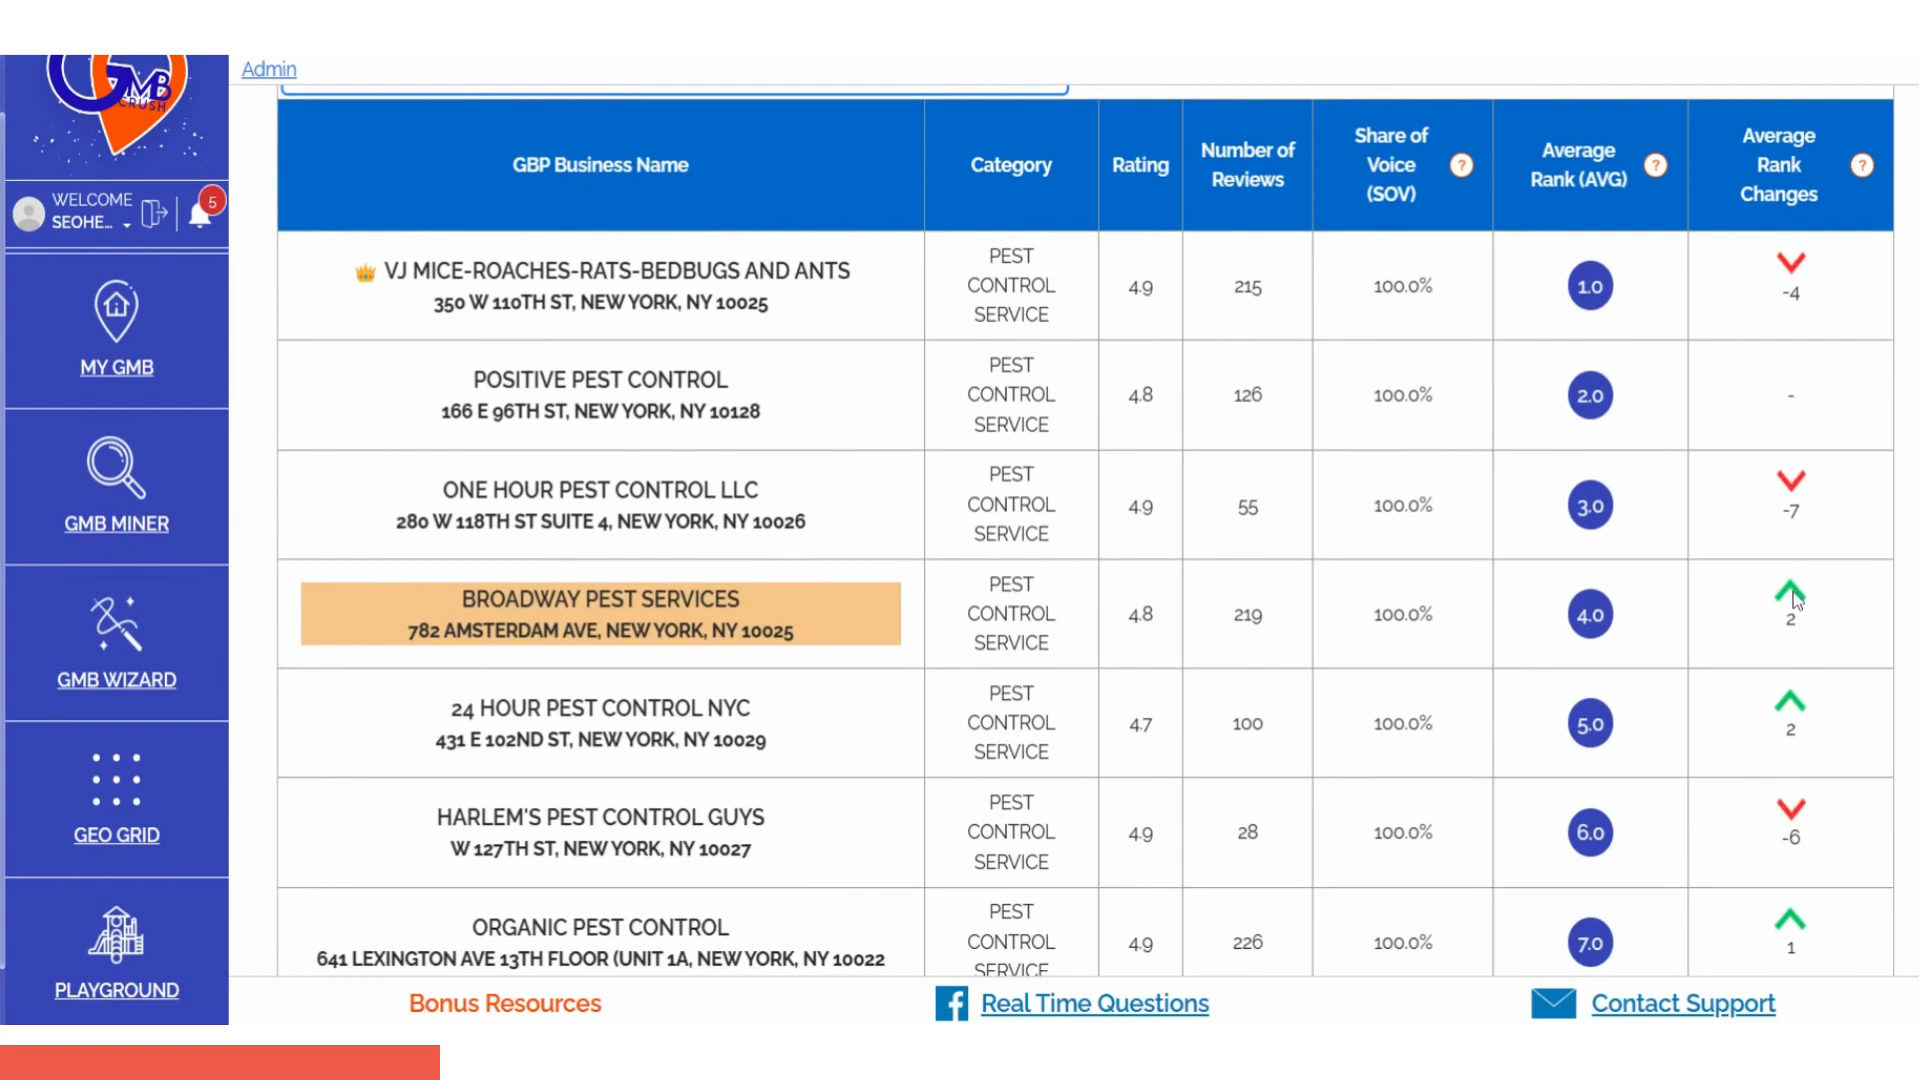 GMB
CRUSH
Admin
WELCOME
SEOHE...
5
MY GMB
GMB MINER
GMB WIZARD
GEO GRID
PLAYGROUND
GBP Business Name
Category
Rating
Number of
Reviews
Share of
Voice
(SOV)
?
Average
Rank (AVG)
?
Average
Rank
Changes
?
VJ MICE-ROACHES-RATS-BEDBUGS AND ANTS
350 W 110TH ST, NEW YORK, NY 10025
PEST
CONTROL
SERVICE
4.9
215
100.0%
1.0
-4
POSITIVE PEST CONTROL
166 E 96TH ST, NEW YORK, NY 10128
PEST
CONTROL
SERVICE
4.8
126
100.0%
2.0
-
ONE HOUR PEST CONTROL LLC
280 W 118TH ST SUITE 4, NEW YORK, NY 10026
PEST
CONTROL
SERVICE
4.9
55
100.0%
3.0
-7
BROADWAY PEST SERVICES
782 AMSTERDAM AVE, NEW YORK, NY 10025
PEST
CONTROL
SERVICE
4.8
219
100.0%
4.0
2
24 HOUR PEST CONTROL NYC
431 E 102ND ST, NEW YORK, NY 10029
PEST
CONTROL
SERVICE
4.7
100
100.0%
5.0
2
HARLEM'S PEST CONTROL GUYS
W 127TH ST, NEW YORK, NY 10027
PEST
CONTROL
SERVICE
4.9
28
100.0%
6.0
-6
ORGANIC PEST CONTROL
641 LEXINGTON AVE 13TH FLOOR (UNIT 1A, NEW YORK, NY 10022
PEST
CONTROL
SERVICE
4.9
226
100.0%
7.0
1
Bonus Resources
Real Time Questions
Contact Support